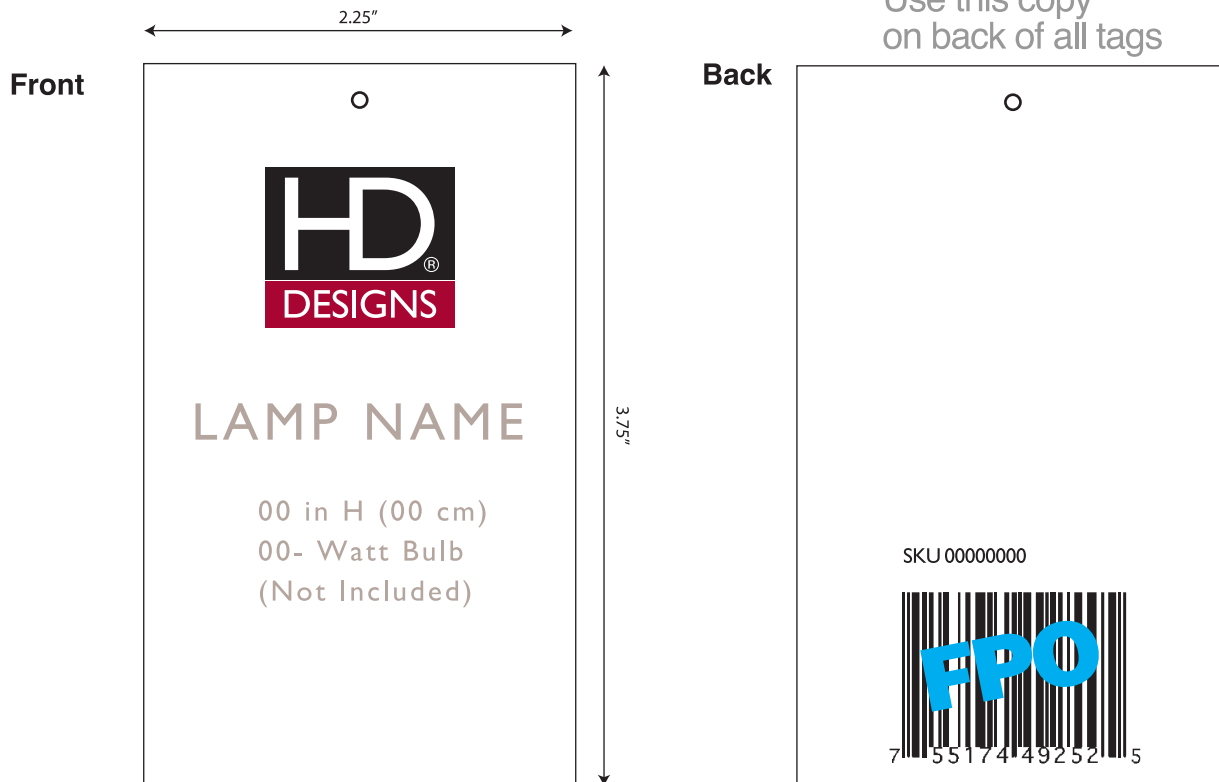 2.25"
Use this copy
on back of all tags
Front
Back
HD®
DESIGNS
3.75"
LAMP NAME
00 in H (00 cm)
00- Watt Bulb
(Not Included)
SKU 00000000
FPO
7 55174 49252 5